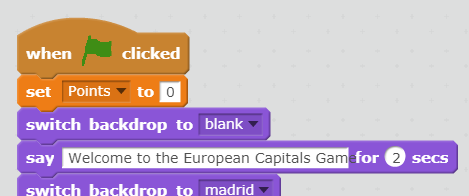 when clicked
set Points to 0
switch backdrop to blank
say Welcome to the European Capitals Game for 2 secs
switch backdrop to madrid